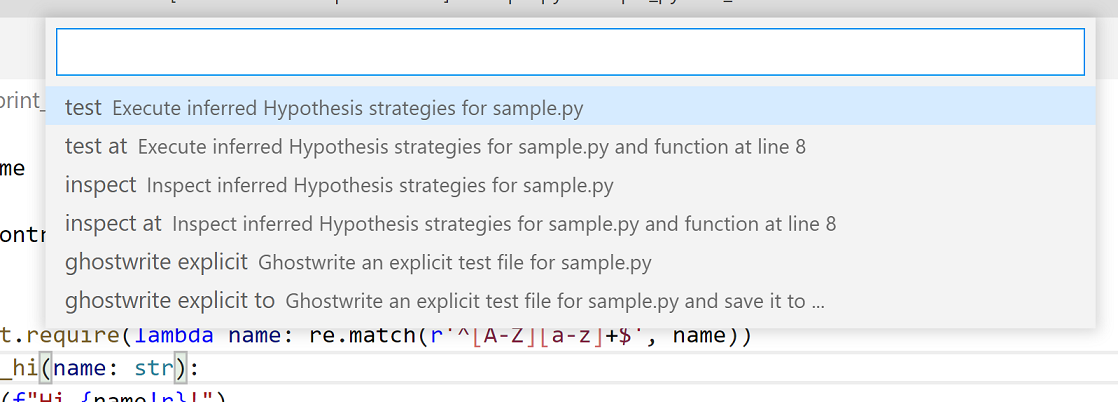 print_
test Execute inferred Hypothesis strategies for sample.py
test at Execute inferred Hypothesis strategies for sample.py and function at line 8
me
inspect Inspect inferred Hypothesis strategies for sample.py
inspect at Inspect inferred Hypothesis strategies for sample.py and function at line 8
ontr
ghostwrite explicit Ghostwrite an explicit test file for sample.py
ghostwrite explicit to Ghostwrite an explicit test file for sample.py and save it to ...
t.require(lambda name: re.match(r'^[A-Z][a-z]+$', name))
_hi(name: str):
(f"Hi {name!r}!")